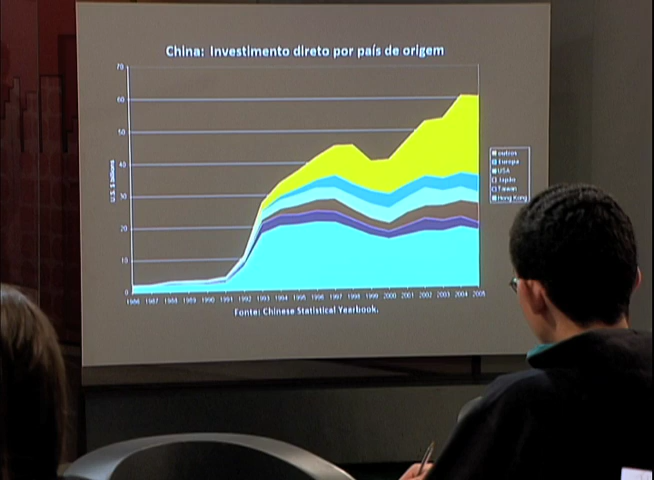 China: Investimento direto por país de origem
70
60
50
40
30
20
10
0
U.S. $ billions
1986 1987 1988 1989 1990 1991 1992 1993 1994 1995 1996 1997 1998 1999 2000 2001 2002 2003 2004 2005
outros
Europa
USA
Japão
Taiwan
Hong Kong
Fonte: Chinese Statistical Yearbook.